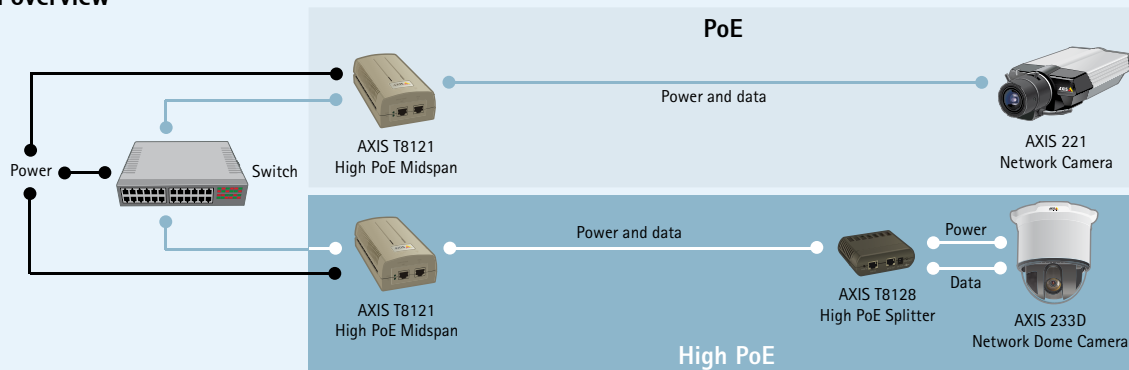 PoE
Power and data
AXIS T8121
High PoE Midspan
AXIS 221
Network Camera
Power
Switch
Power and data
Power
Data
AXIS T8121
High PoE Midspan
AXIS T8128
High PoE Splitter
AXIS 233D
Network Dome Camera
High PoE